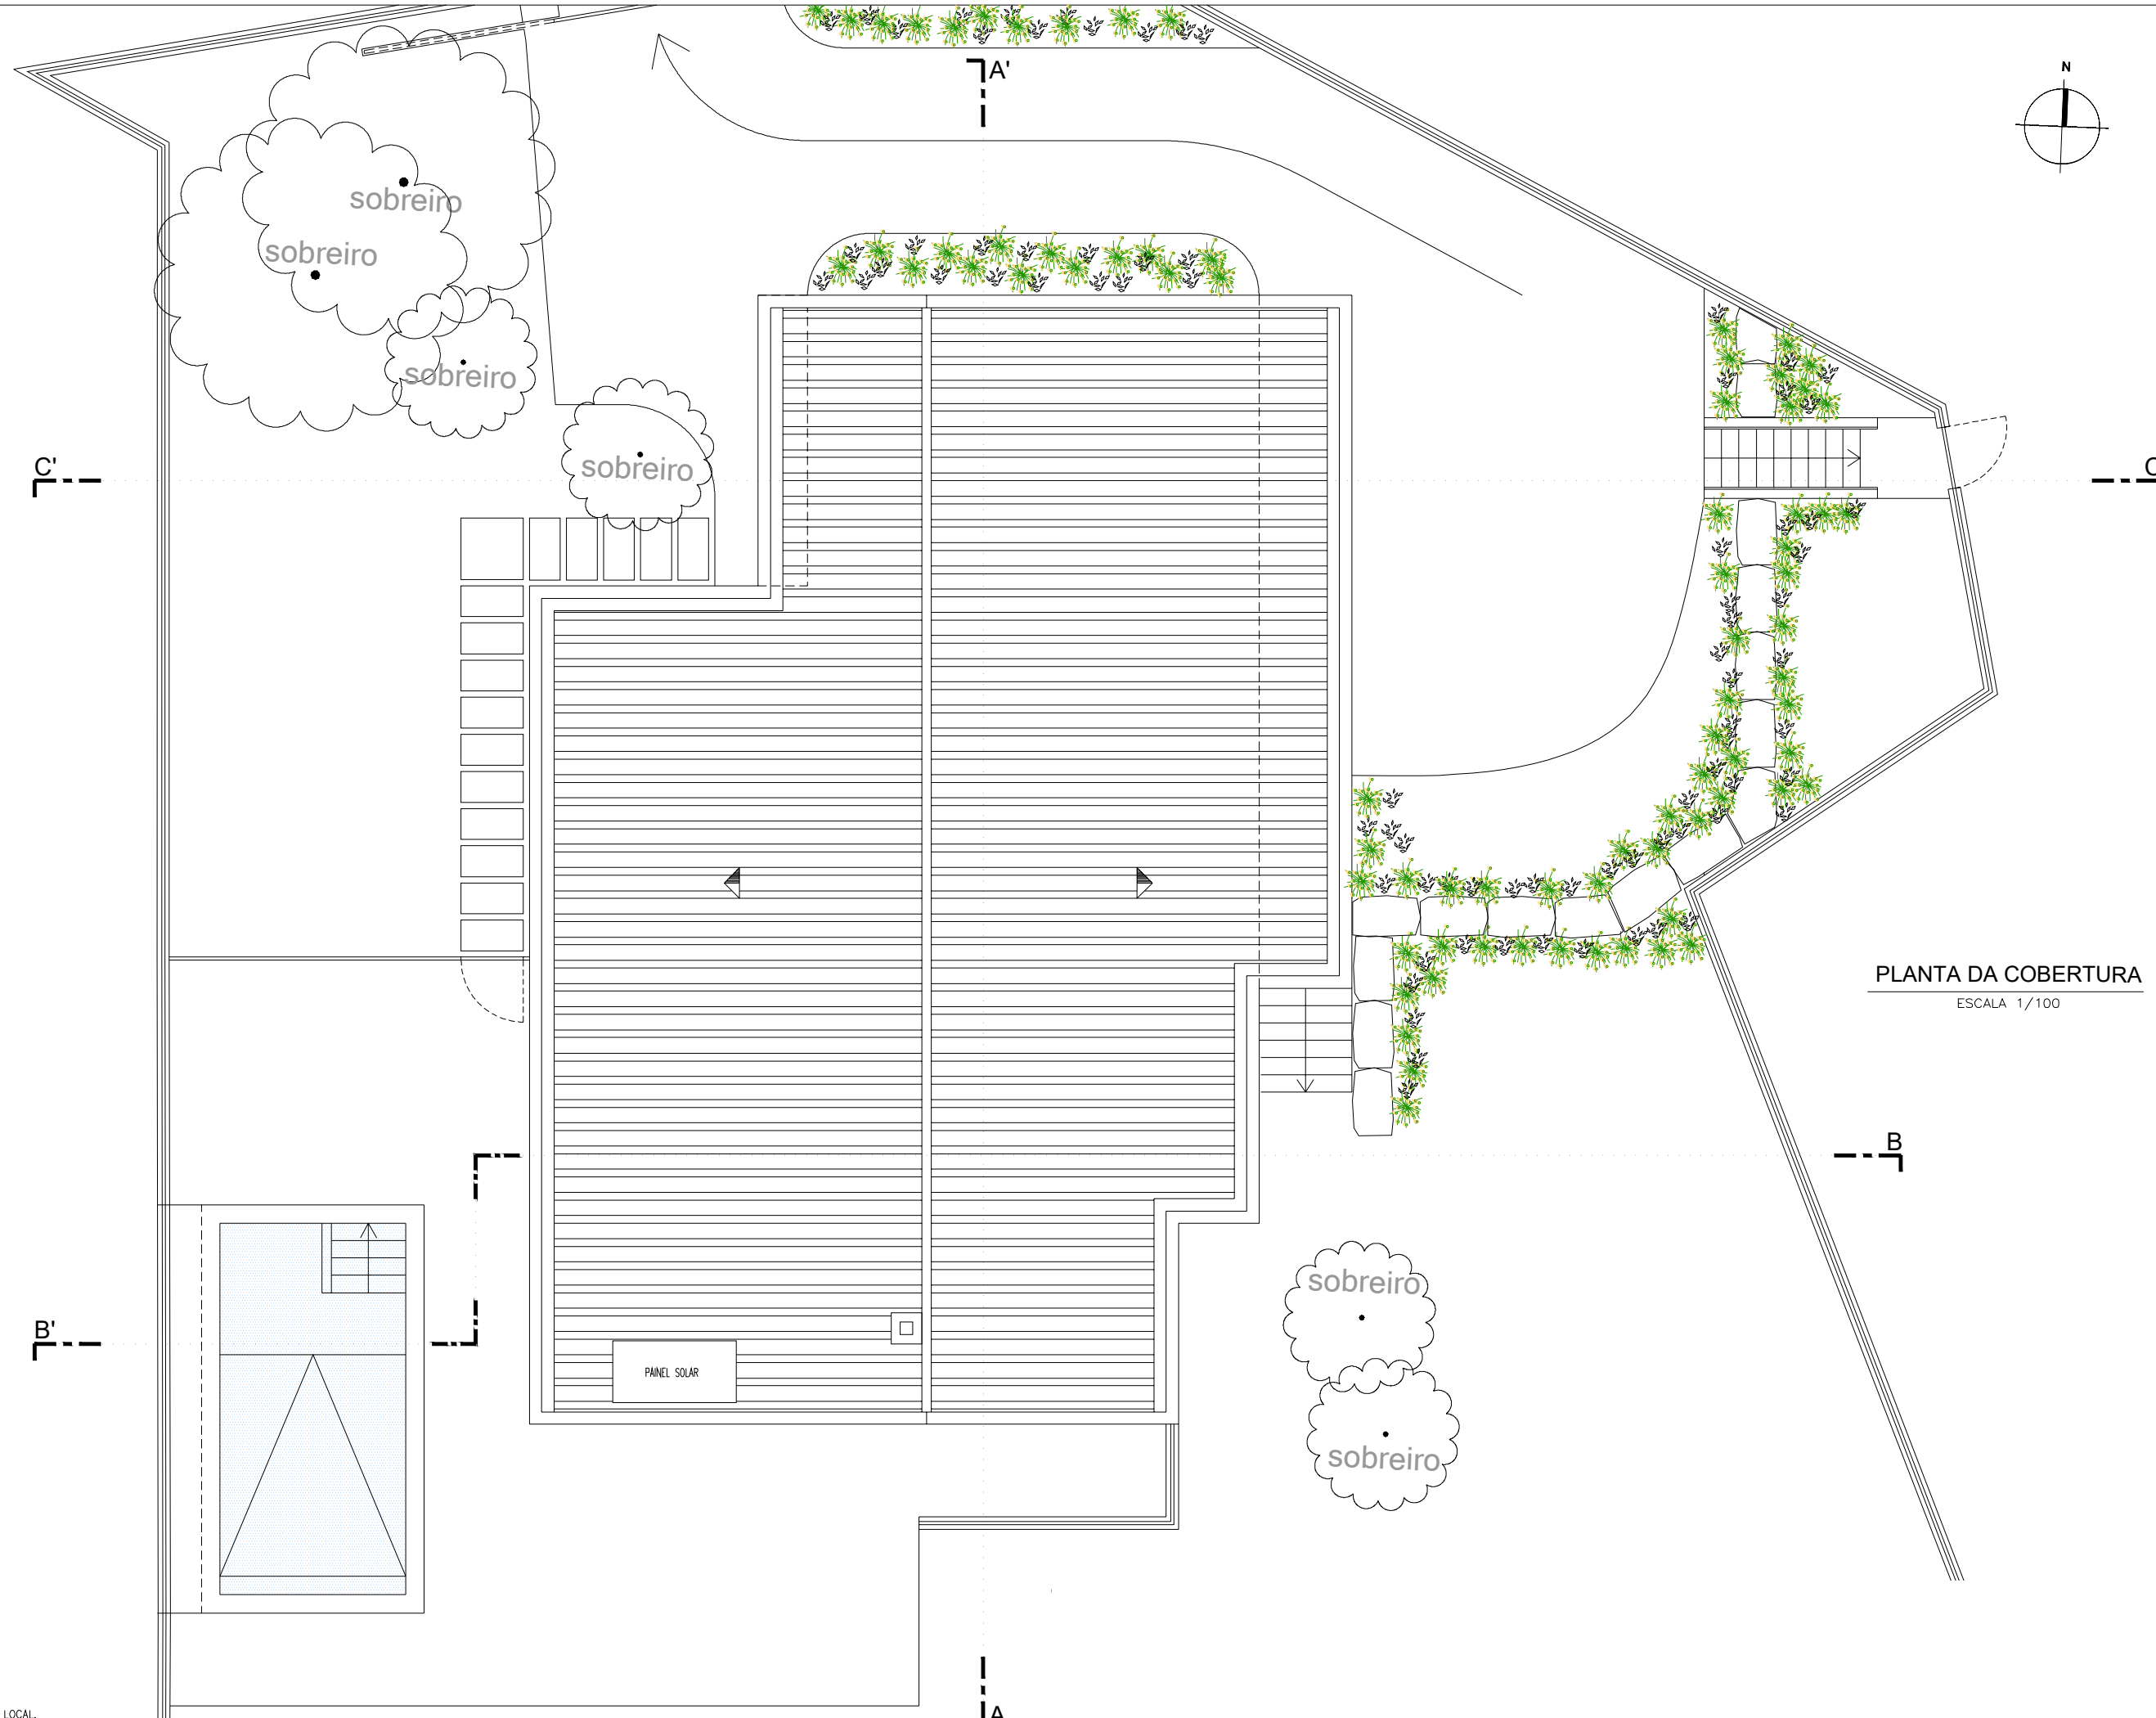 A'
N
sobreiro
sobreiro
sobreiro
C'
sobreiro
C
PAINEL SOLAR
PLANTA DA COBERTURA
ESCALA 1/100
B
sobreiro
B'
sobreiro
A
LOCAL.